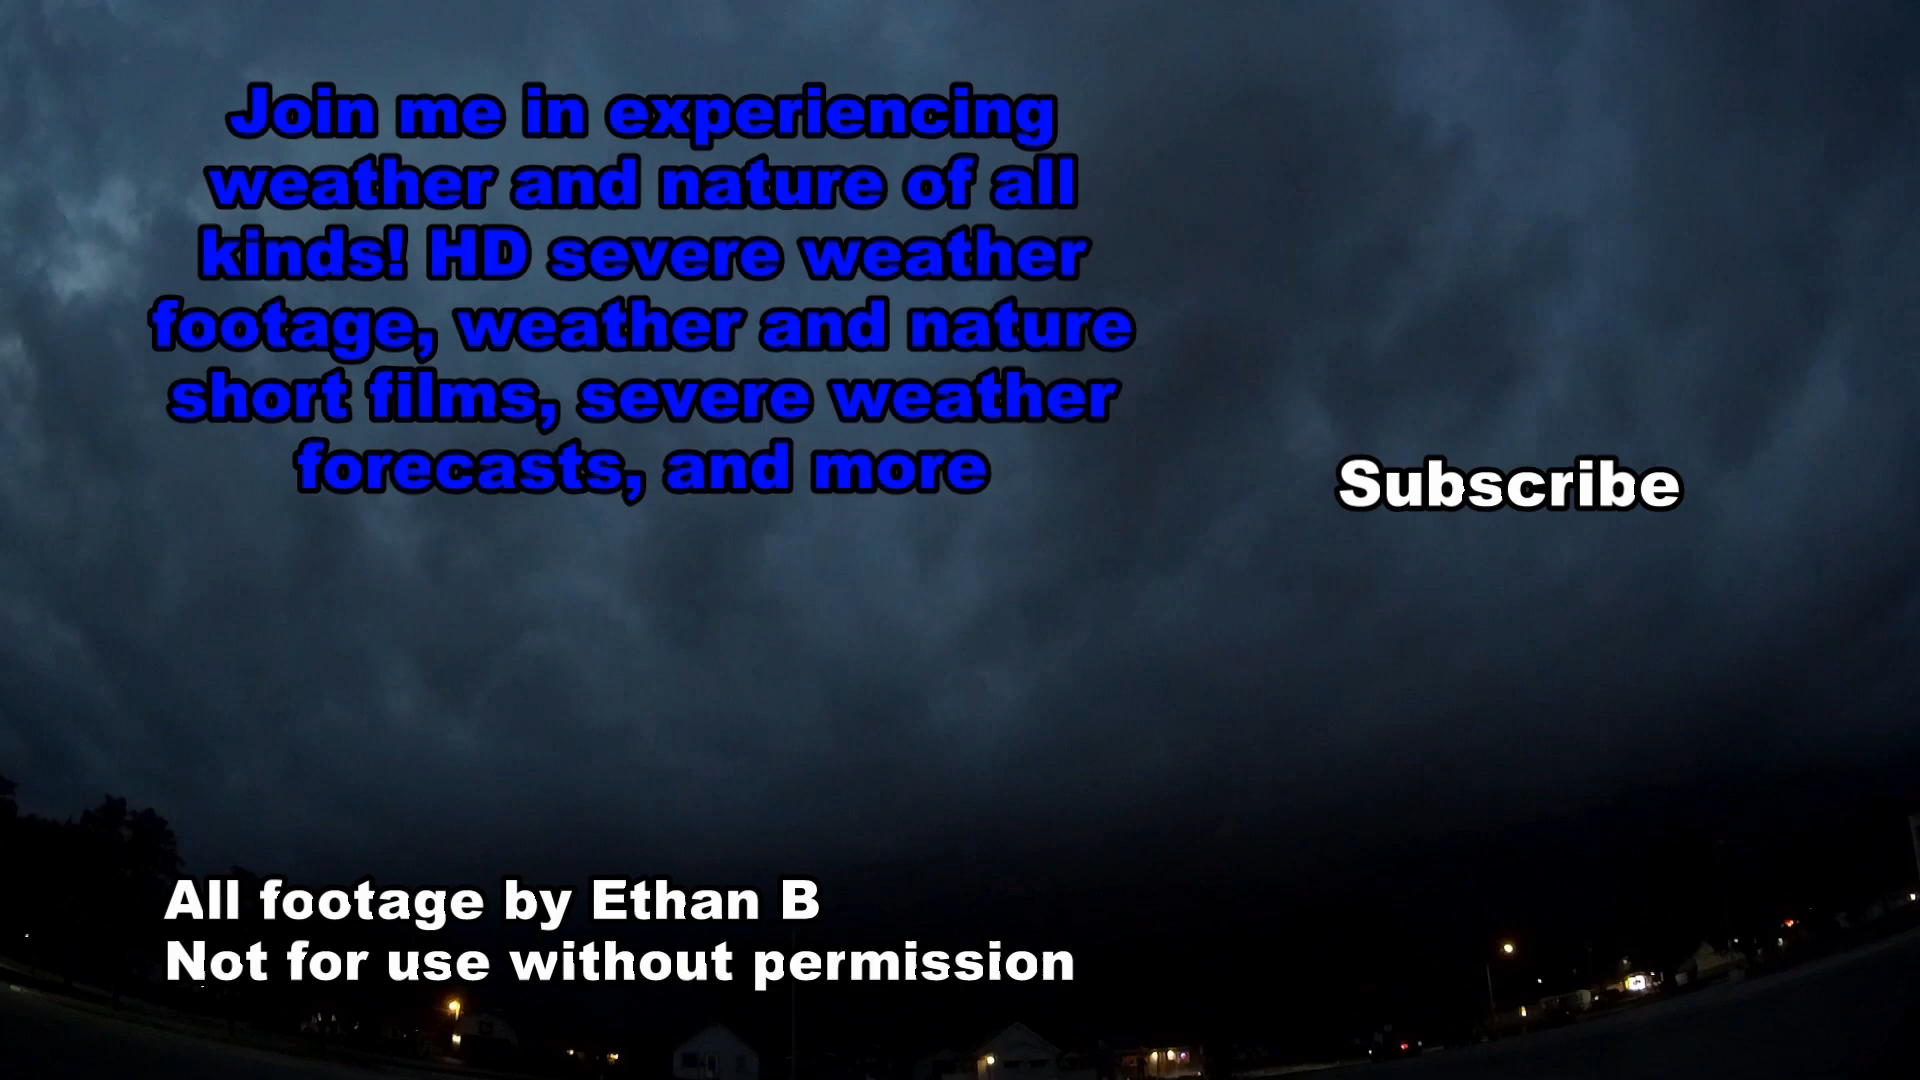 Join me in experiencing
weather and nature of all
kinds! HD severe weather
footage, weather and nature
short films, severe weather
forecasts, and more
Subscribe
All footage by Ethan B
Not for use without permission